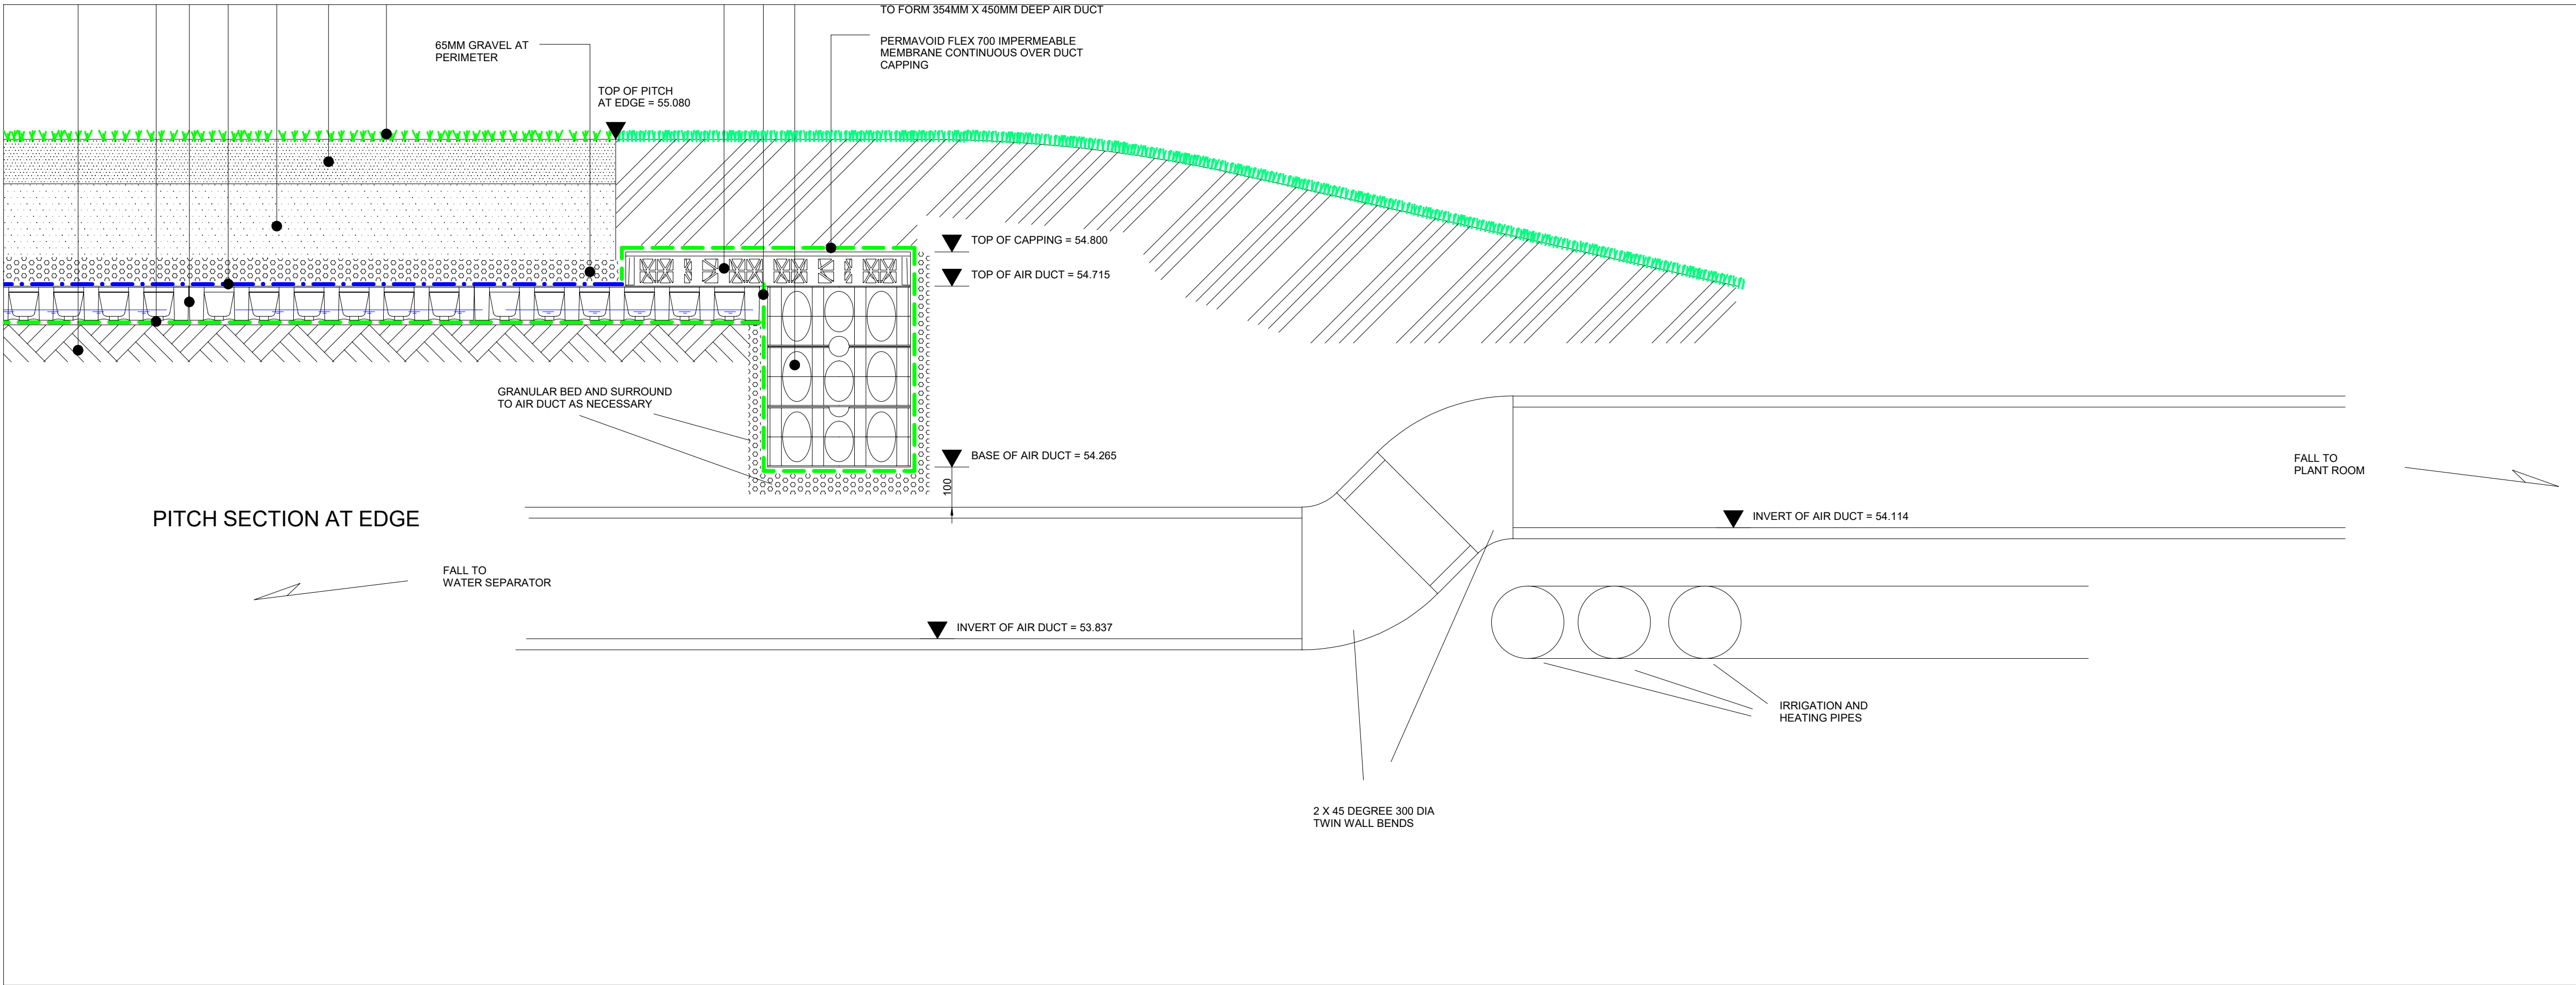 TO FORM 354MM X 450MM DEEP AIR DUCT
65MM GRAVEL AT
PERIMETER
PERMAVOID FLEX 700 IMPERMEABLE
MEMBRANE CONTINUOUS OVER DUCT
CAPPING
TOP OF PITCH
AT EDGE = 55.080
TOP OF CAPPING = 54.800
TOP OF AIR DUCT = 54.715
GRANULAR BED AND SURROUND
TO AIR DUCT AS NECESSARY
BASE OF AIR DUCT = 54.265
100
FALL TO
PLANT ROOM
PITCH SECTION AT EDGE
INVERT OF AIR DUCT = 54.114
FALL TO
WATER SEPARATOR
INVERT OF AIR DUCT = 53.837
IRRIGATION AND
HEATING PIPES
2 X 45 DEGREE 300 DIA
TWIN WALL BENDS